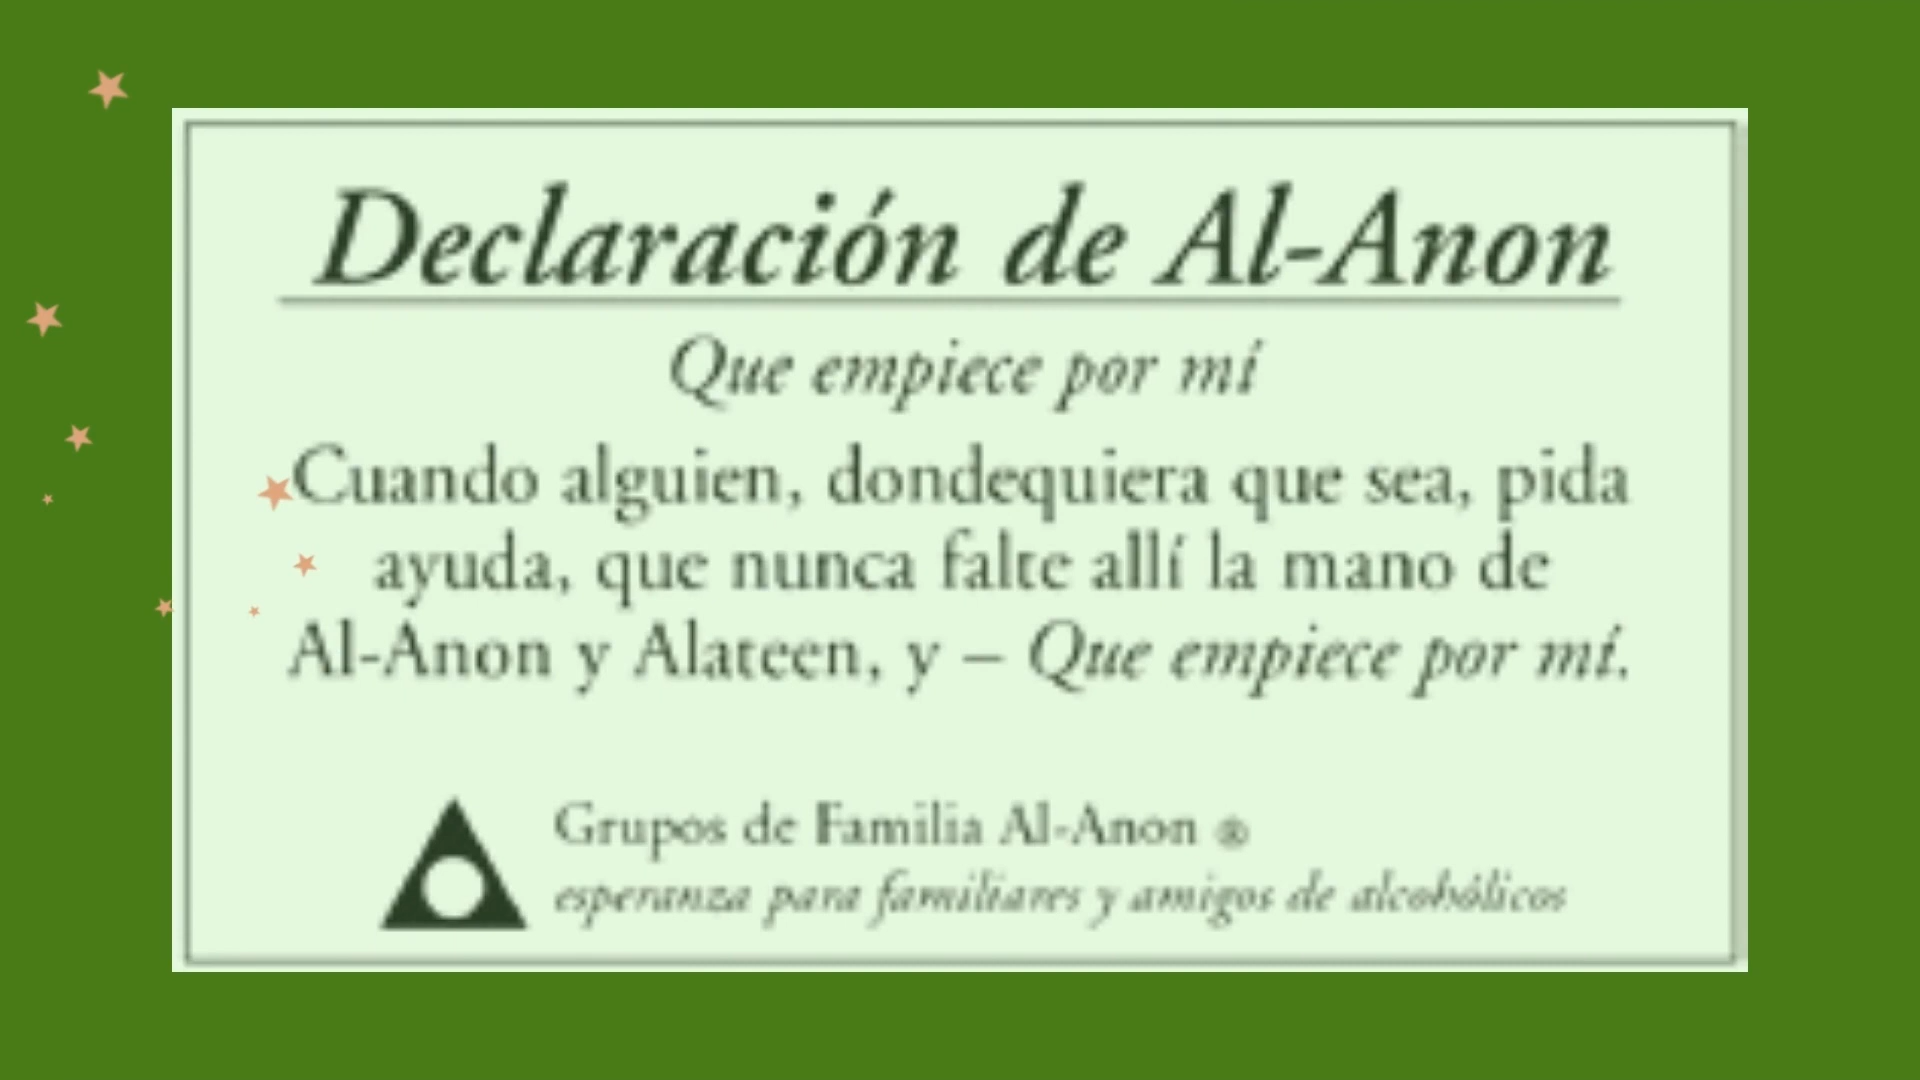 Declaración de Al-Anon
Que empiece por mí
Cuando alguien, dondequiera que sea, pida
ayuda, que nunca falte allí la mano de
Al-Anon y Alateen, y – Que empiece por mí.
Grupos de Familia Al-Anon ®
esperanza para familiares y amigos de alcohólicos